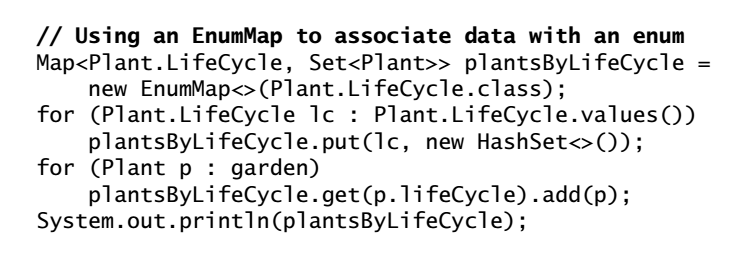 // Using an EnumMap to associate data with an enum
Map<Plant.LifeCycle, Set<Plant>> plantsByLifeCycle =
    new EnumMap<>(Plant.LifeCycle.class);
for (Plant.LifeCycle lc : Plant.LifeCycle.values())
    plantsByLifeCycle.put(lc, new HashSet<>());
for (Plant p : garden)
    plantsByLifeCycle.get(p.lifeCycle).add(p);
System.out.println(plantsByLifeCycle);